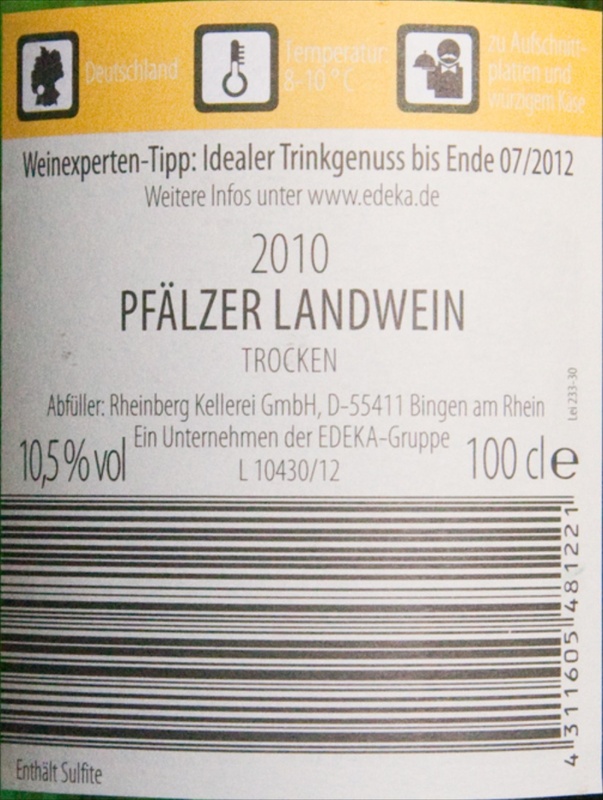 Deutschland
Temperatur:
8-10 °C
zu Aufschnitt-
platten und
würzigem Käse
Weinexperten-Tipp: Idealer Trinkgenuss bis Ende 07/2012
Weitere Infos unter www.edeka.de
2010
PFÄLZER LANDWEIN
TROCKEN
Abfüller: Rheinberg Kellerei GmbH, D-55411 Bingen am Rhein
Ein Unternehmen der EDEKA-Gruppe
10,5 % vol
L 10430/12
100 cl e
Lei 233-30
4311605481221
Enthält Sulfite